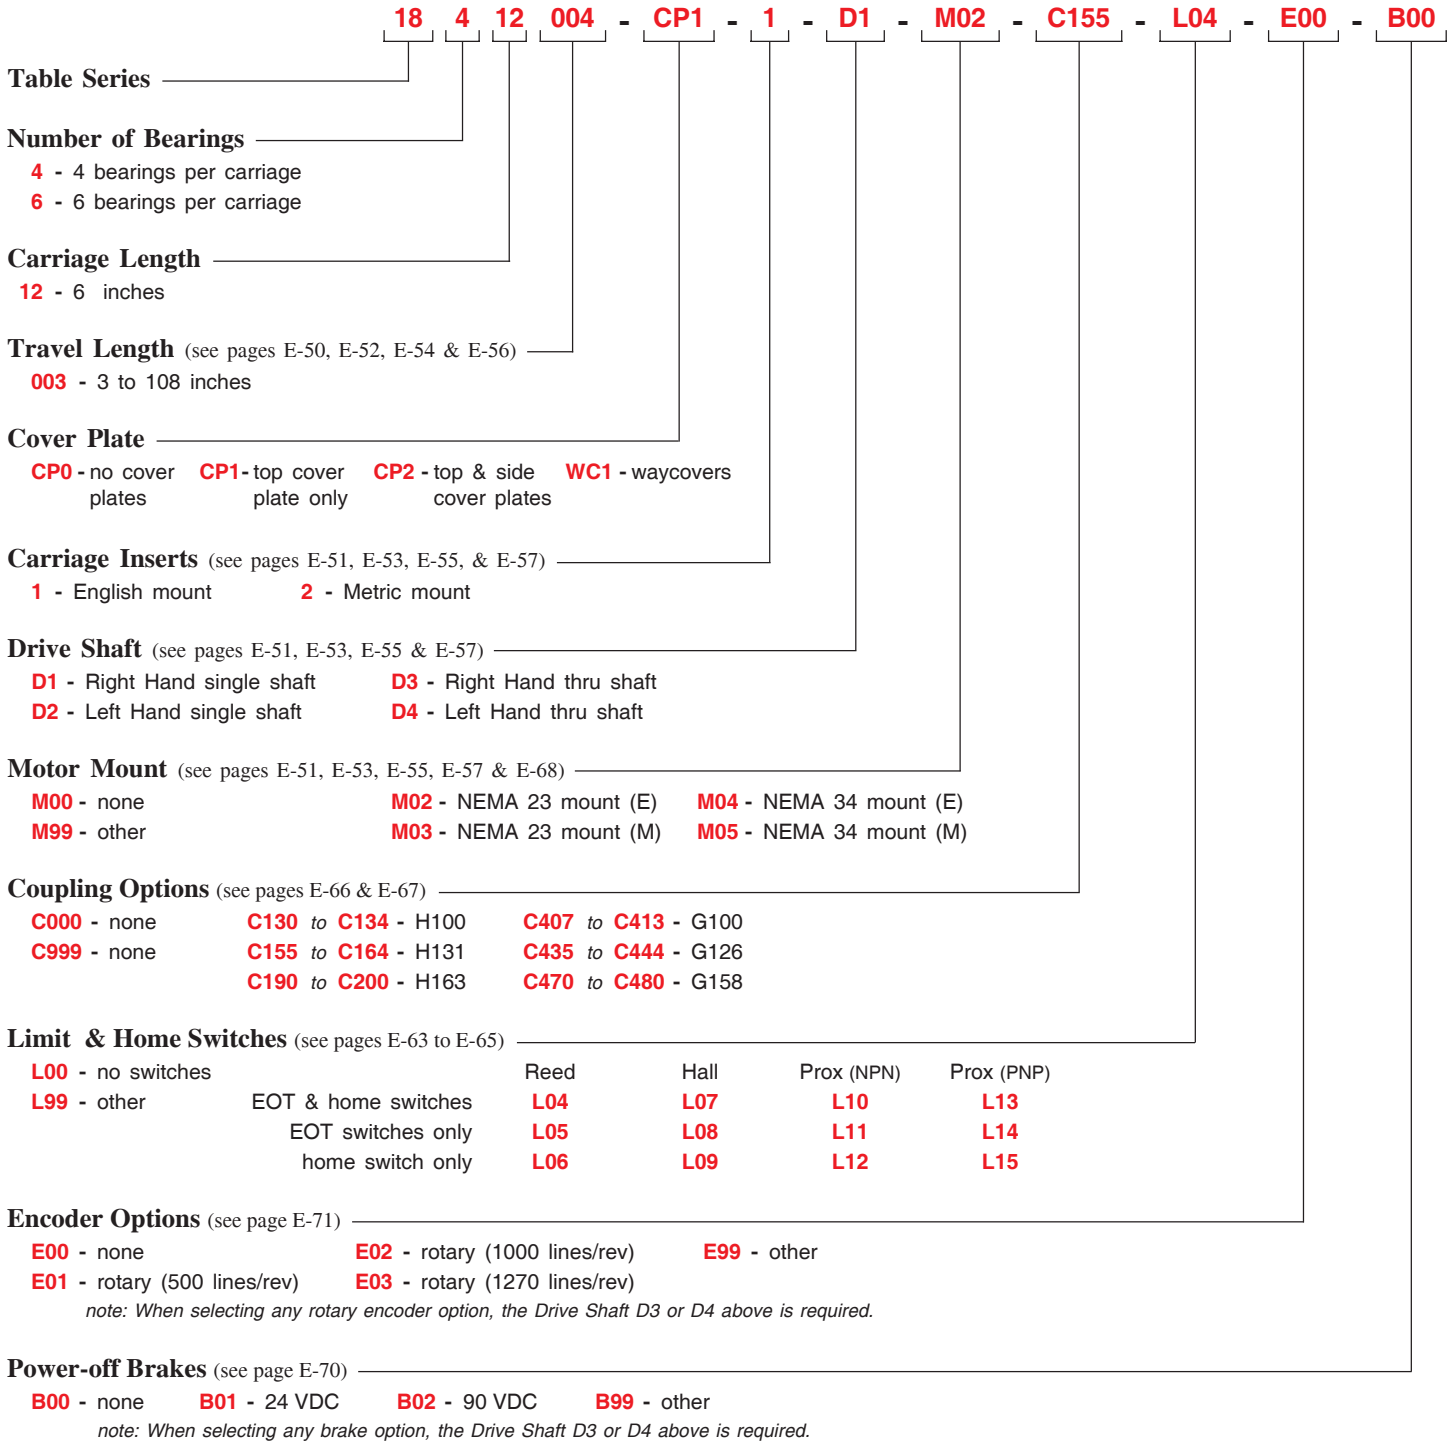 18 4 12 004 - CP1 - 1 - D1 - M02 - C155 - L04 - E00 - B00
Table Series
Number of Bearings
4 - 4 bearings per carriage
6 - 6 bearings per carriage
Carriage Length
12 - 6 inches
Travel Length (see pages E-50, E-52, E-54 & E-56)
003 - 3 to 108 inches
Cover Plate
CP0 - no cover CP1- top cover CP2 - top & side WC1 - waycovers
plates plate only cover plates
Carriage Inserts (see pages E-51, E-53, E-55, & E-57)
1 - English mount 2 - Metric mount
Drive Shaft (see pages E-51, E-53, E-55 & E-57)
D1 - Right Hand single shaft D3 - Right Hand thru shaft
D2 - Left Hand single shaft D4 - Left Hand thru shaft
Motor Mount (see pages E-51, E-53, E-55, E-57 & E-68)
M00 - none M02 - NEMA 23 mount (E) M04 - NEMA 34 mount (E)
M99 - other M03 - NEMA 23 mount (M) M05 - NEMA 34 mount (M)
Coupling Options (see pages E-66 & E-67)
C000 - none C130 to C134 - H100 C407 to C413 - G100
C999 - none C155 to C164 - H131 C435 to C444 - G126
C190 to C200 - H163 C470 to C480 - G158
Limit & Home Switches (see pages E-63 to E-65)
L00 - no switches Reed Hall Prox (NPN) Prox (PNP)
L99 - other EOT & home switches L04 L07 L10 L13
EOT switches only L05 L08 L11 L14
home switch only L06 L09 L12 L15
Encoder Options (see page E-71)
E00 - none E02 - rotary (1000 lines/rev) E99 - other
E01 - rotary (500 lines/rev) E03 - rotary (1270 lines/rev)
note: When selecting any rotary encoder option, the Drive Shaft D3 or D4 above is required.
Power-off Brakes (see page E-70)
B00 - none B01 - 24 VDC B02 - 90 VDC B99 - other
note: When selecting any brake option, the Drive Shaft D3 or D4 above is required.